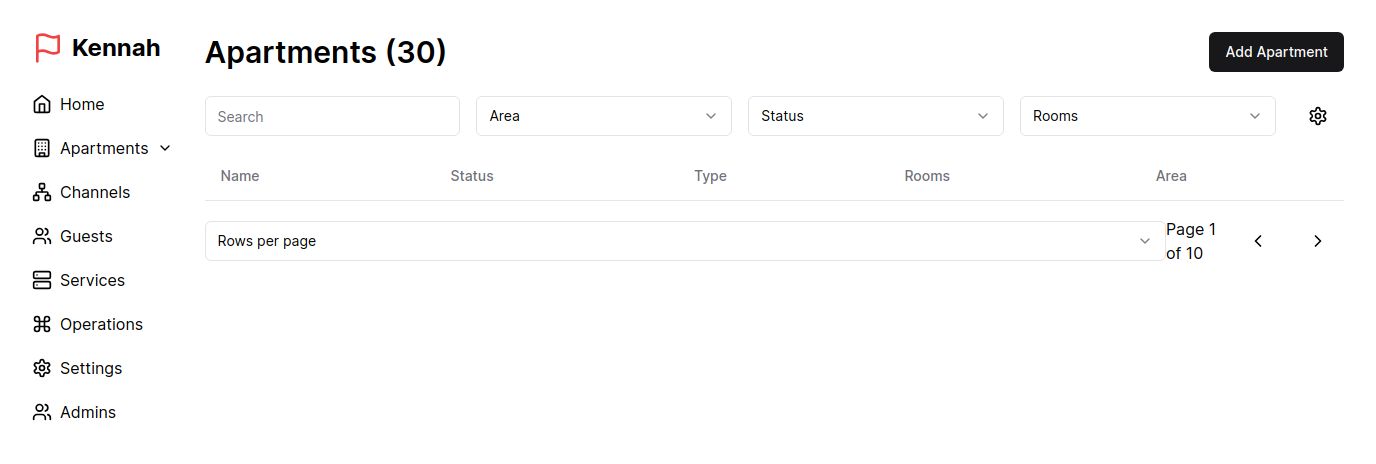 Kennah
Home
Apartments
Channels
Guests
Services
Operations
Settings
Admins
Apartments (30)
Add Apartment
Search
Area
Status
Rooms
Name Status Type Rooms Area
Rows per page
Page 1
of 10